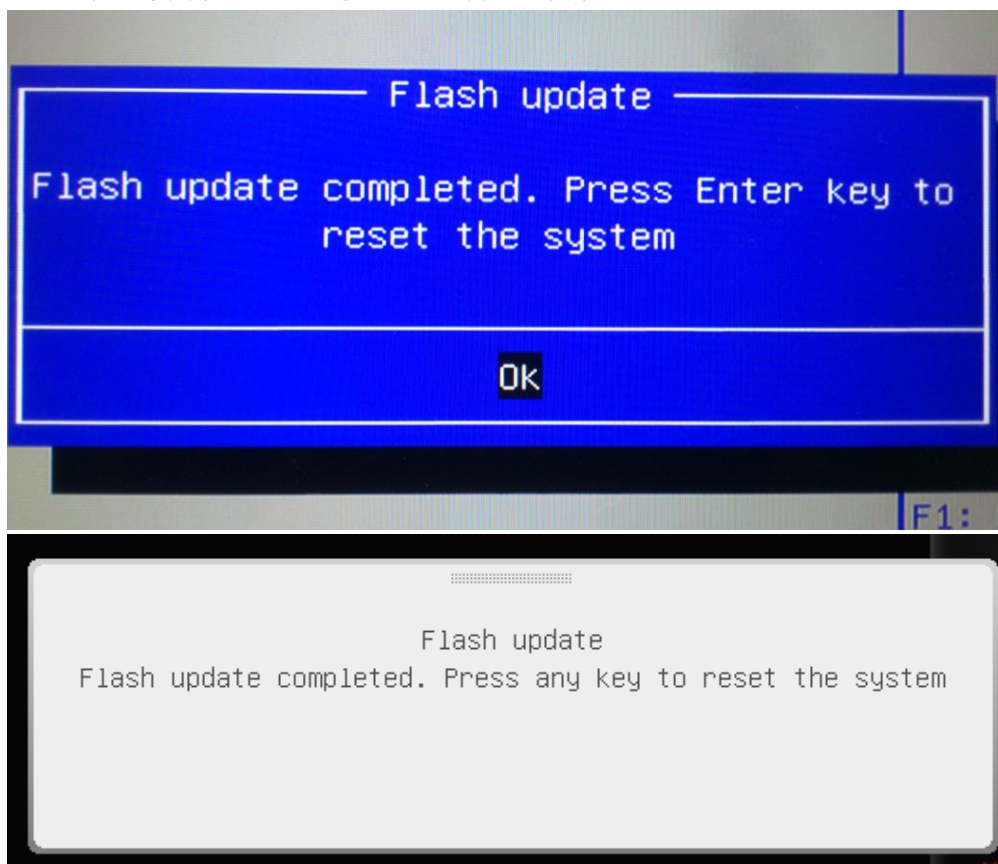 Flash update
Flash update completed. Press Enter key to
reset the system
Ok
F1:
Flash update
Flash update completed. Press any key to reset the system